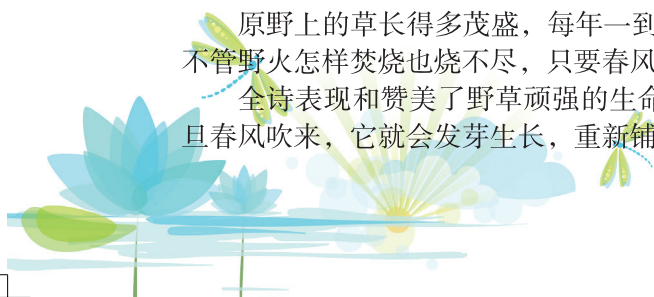 原野上的草长得多茂盛，每年一到
不管野火怎样焚烧也烧不尽，只要春风
全诗表现和赞美了野草顽强的生命
旦春风吹来，它就会发芽生长，重新铺